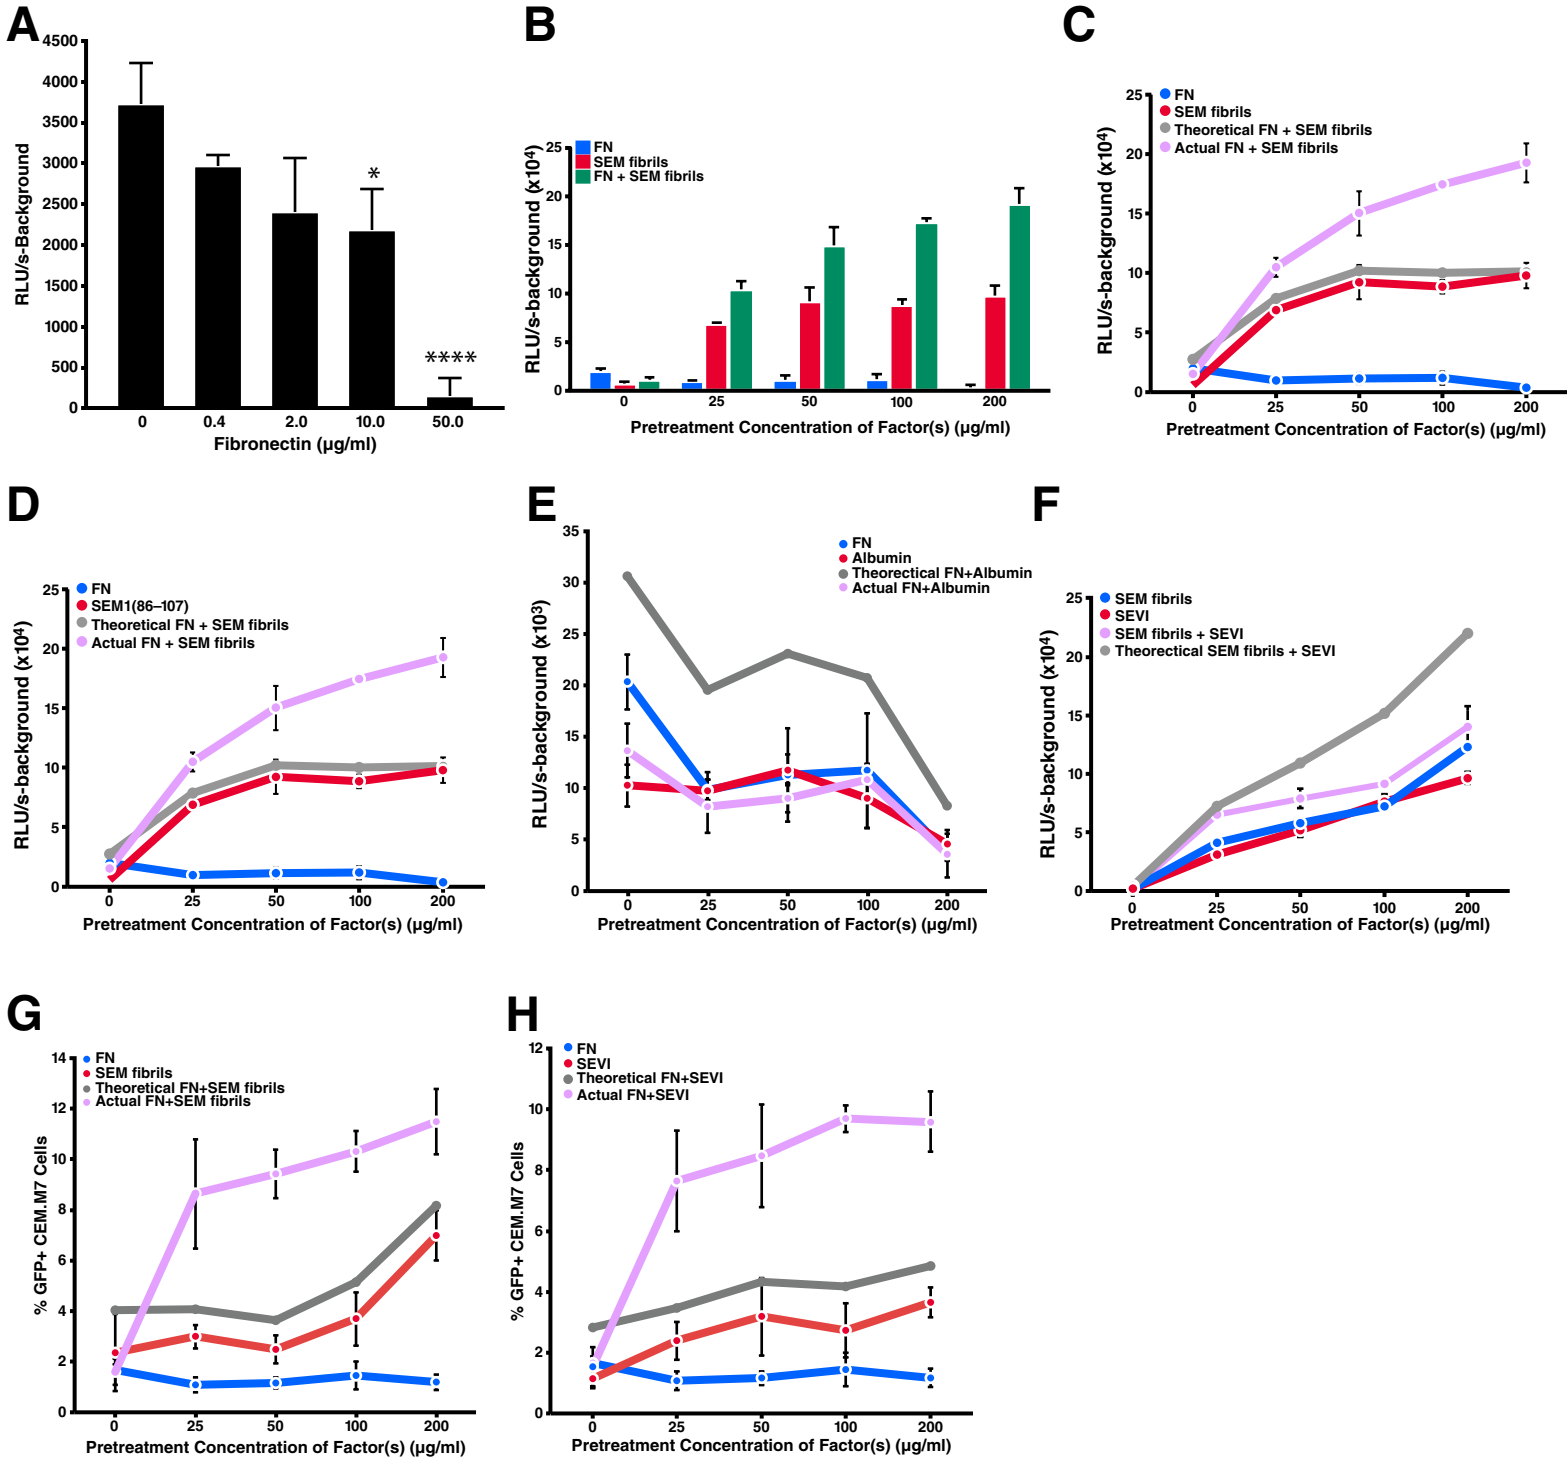 A
4500
4000
3500
3000
2500
2000
1500
1000
500
0
RLU/s-Background
*
****
0 0.4 2.0 10.0 50.0
Fibronectin (µg/ml)
B
25
20
15
10
5
0
RLU/s-background (x10⁴)
FN
SEM fibrils
FN + SEM fibrils
0 25 50 100 200
Pretreatment Concentration of Factor(s) (µg/ml)
C
25
20
15
10
5
0
RLU/s-background (x10⁴)
FN
SEM fibrils
Theoretical FN + SEM fibrils
Actual FN + SEM fibrils
0 25 50 100 200
Pretreatment Concentration of Factor(s) (µg/ml)
D
25
20
15
10
5
0
RLU/s-background (x10⁴)
FN
SEM1(86–107)
Theoretical FN + SEM fibrils
Actual FN + SEM fibrils
0 25 50 100 200
Pretreatment Concentration of Factor(s) (µg/ml)
E
35
30
25
20
15
10
5
0
RLU/s-background (x10³)
FN
Albumin
Theorectical FN+Albumin
Actual FN+Albumin
0 25 50 100 200
Pretreatment Concentration of Factor(s) (µg/ml)
F
25
20
15
10
5
0
RLU/s-background (x10⁴)
SEM fibrils
SEVI
SEM fibrils + SEVI
Theorectical SEM fibrils + SEVI
0 25 50 100 200
Pretreatment Concentration of Factor(s) (µg/ml)
G
14
12
10
8
6
4
2
0
% GFP+ CEM.M7 Cells
FN
SEM fibrils
Theoretical FN+SEM fibrils
Actual FN+SEM fibrils
0 25 50 100 200
Pretreatment Concentration of Factor(s) (µg/ml)
H
12
10
8
6
4
2
0
% GFP+ CEM.M7 Cells
FN
SEVI
Theoretical FN+SEVI
Actual FN+SEVI
0 25 50 100 200
Pretreatment Concentration of Factor(s) (µg/ml)